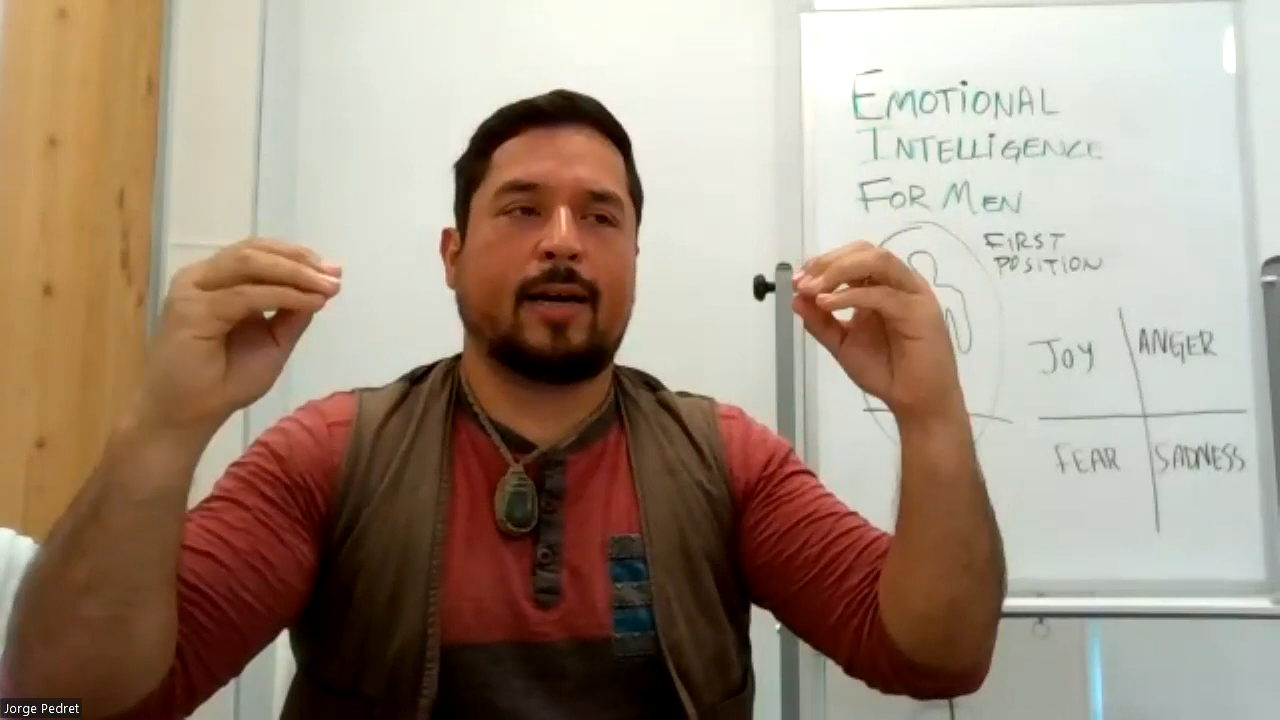 EMOTIONAL
INTELLIGENCE
FOR MEN
FIRST
POSITION
JOY
ANGER
FEAR
SADNESS
Jorge Pedret